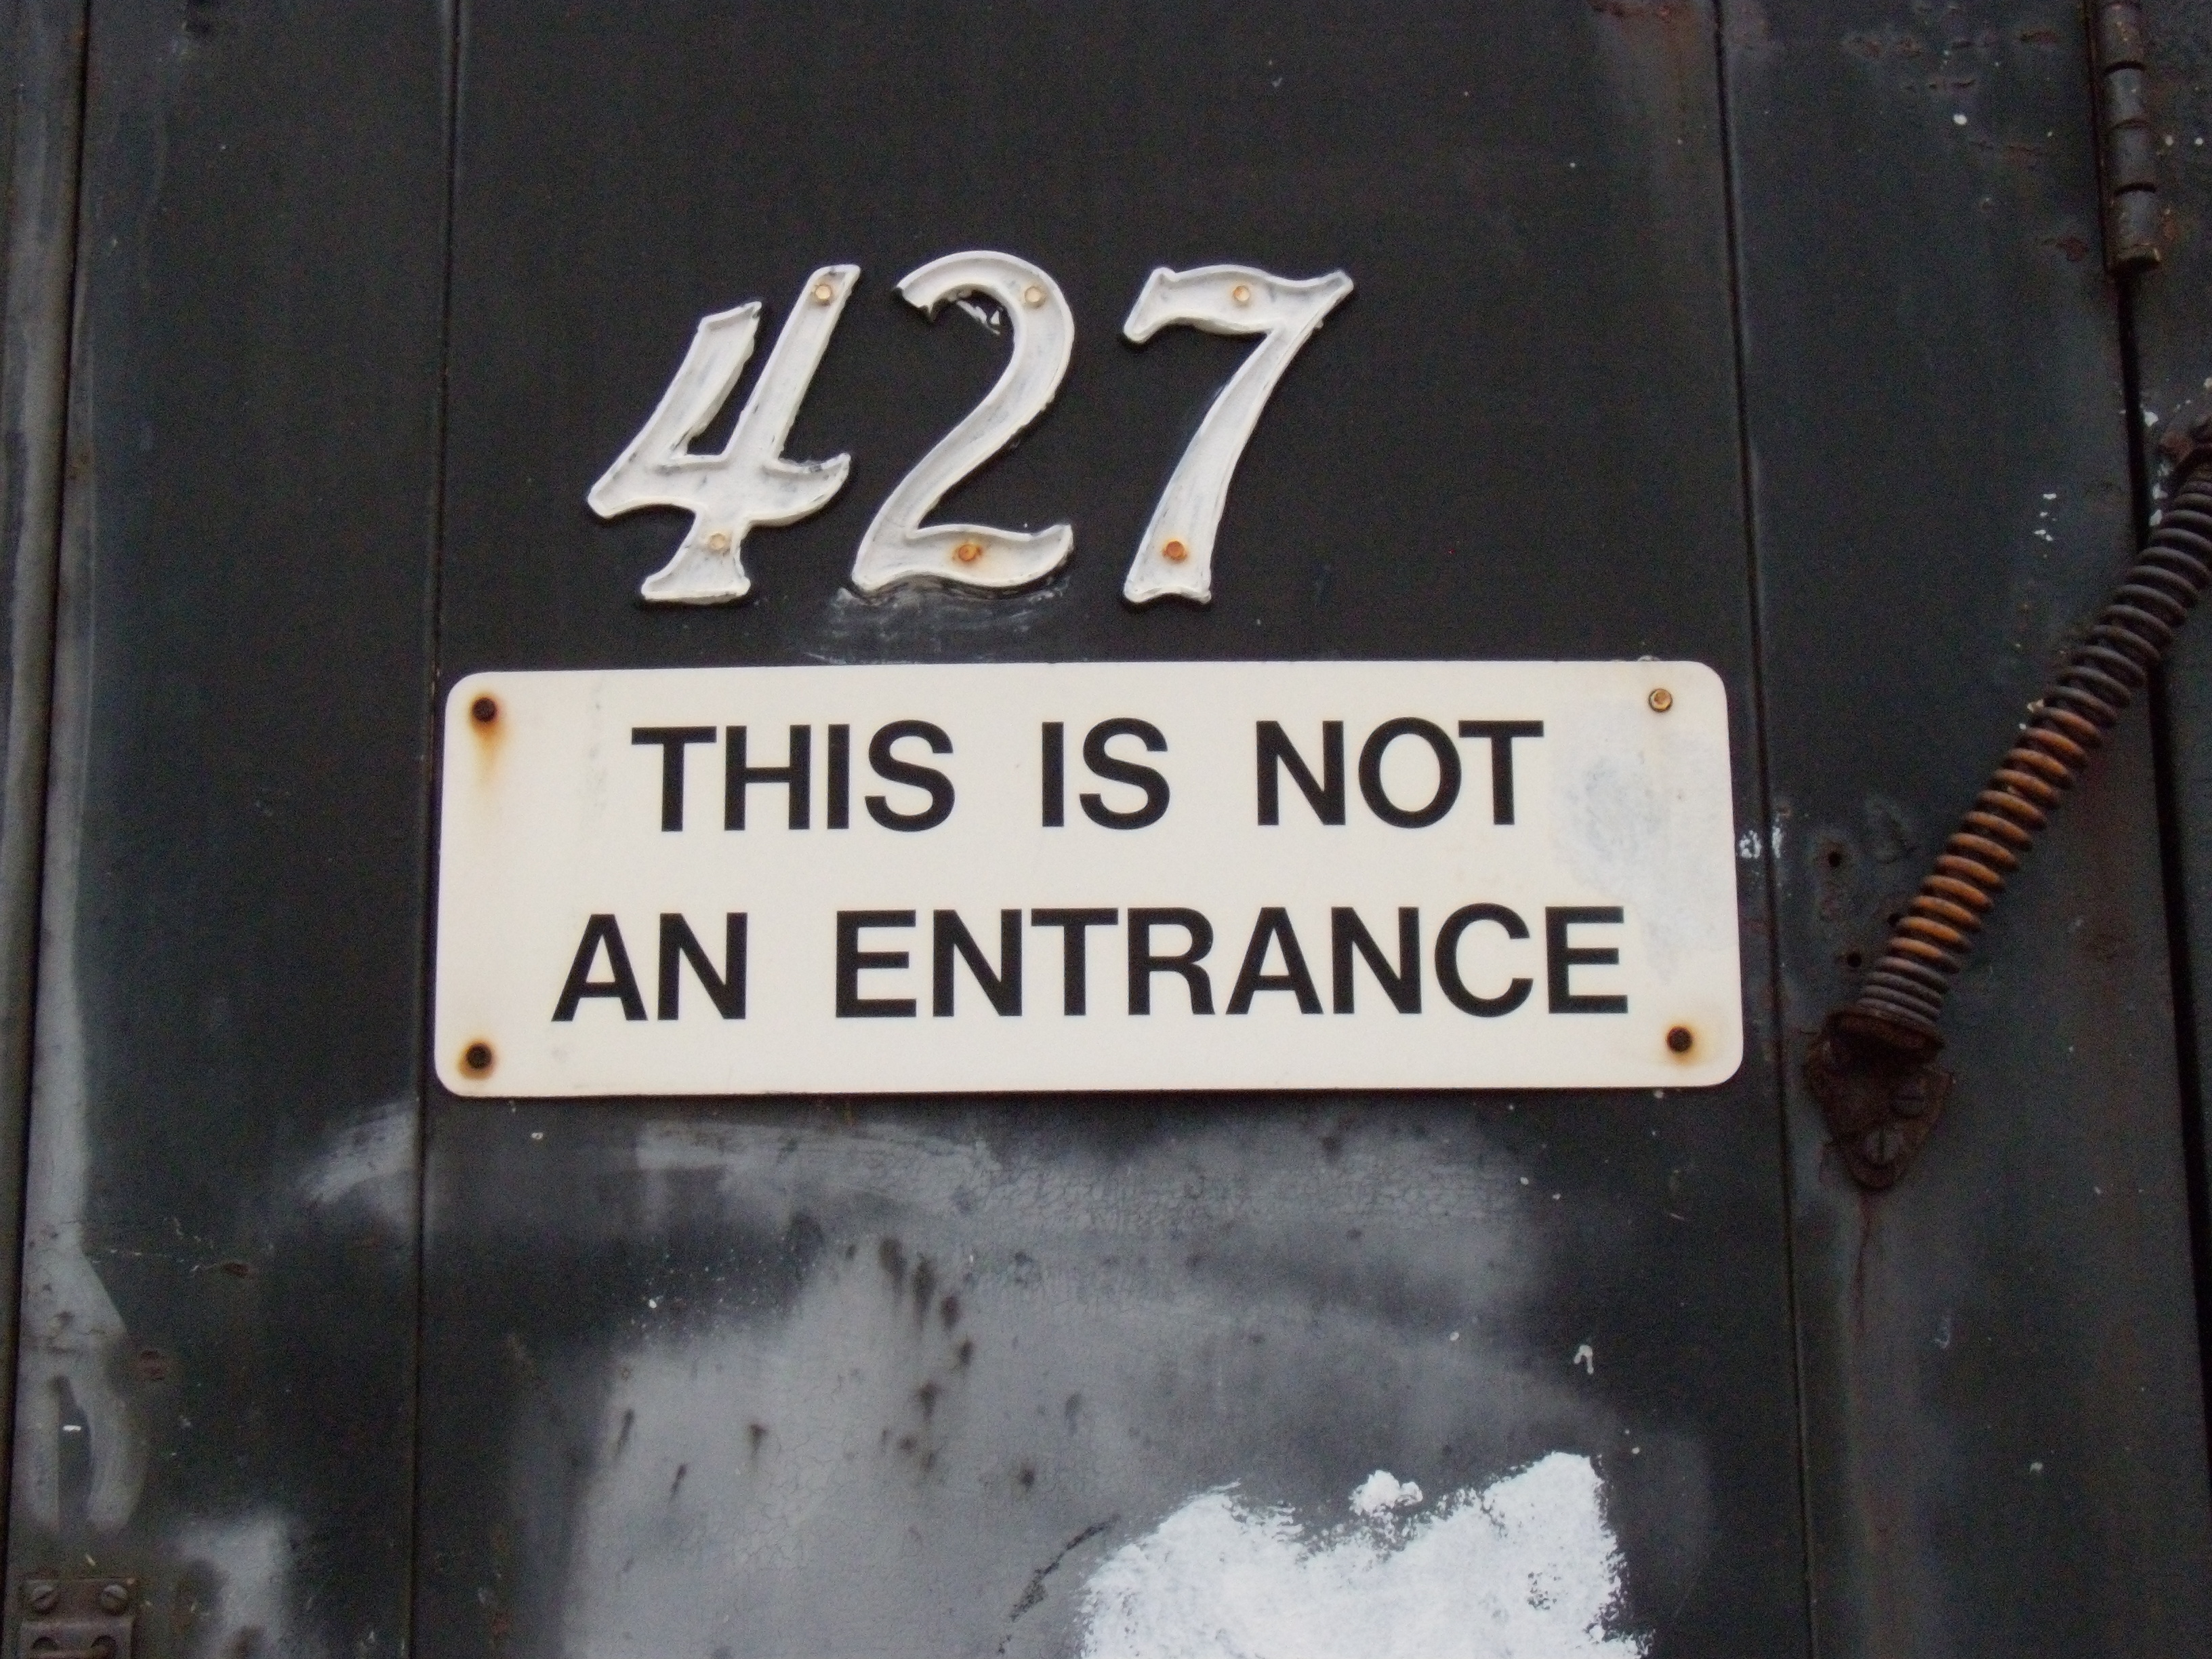 427
THIS IS NOT
AN ENTRANCE